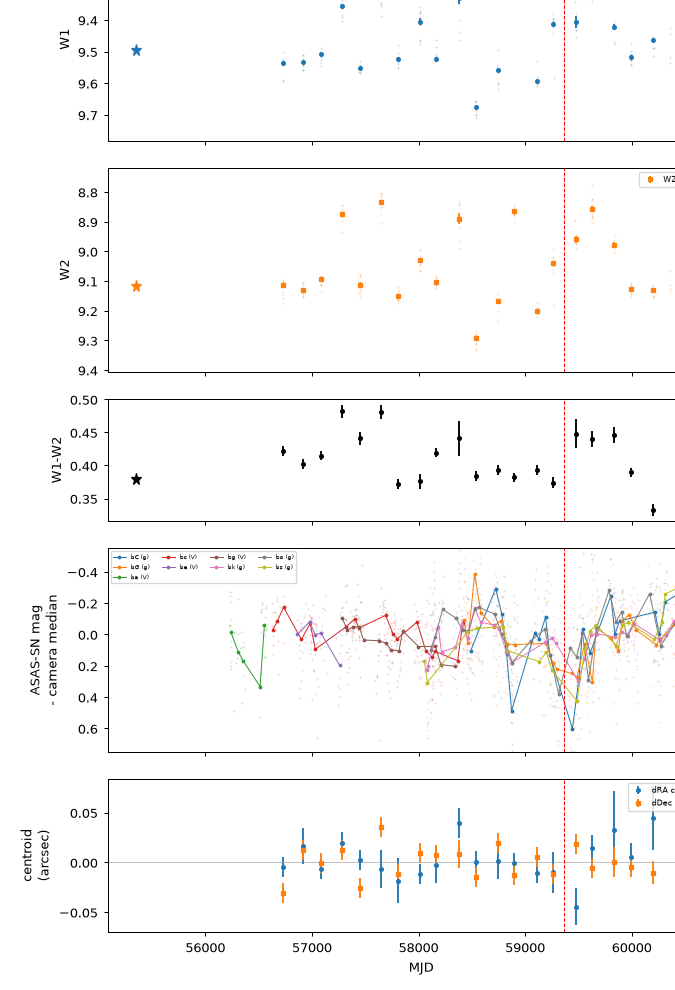 9.4
9.5
9.6
9.7
W1
8.8
8.9
9.0
9.1
9.2
9.3
9.4
W2
W2
0.50
0.45
0.40
0.35
W1-W2
bC (g) bc (V) bg (V) bo (g)
bG (g) be (V) bk (g) bs (g)
ba (V)
−0.4
−0.2
0.0
0.2
0.4
0.6
ASAS-SN mag
- camera median
dRA c
dDec
0.05
0.00
−0.05
centroid
(arcsec)
56000 57000 58000 59000 60000
MJD